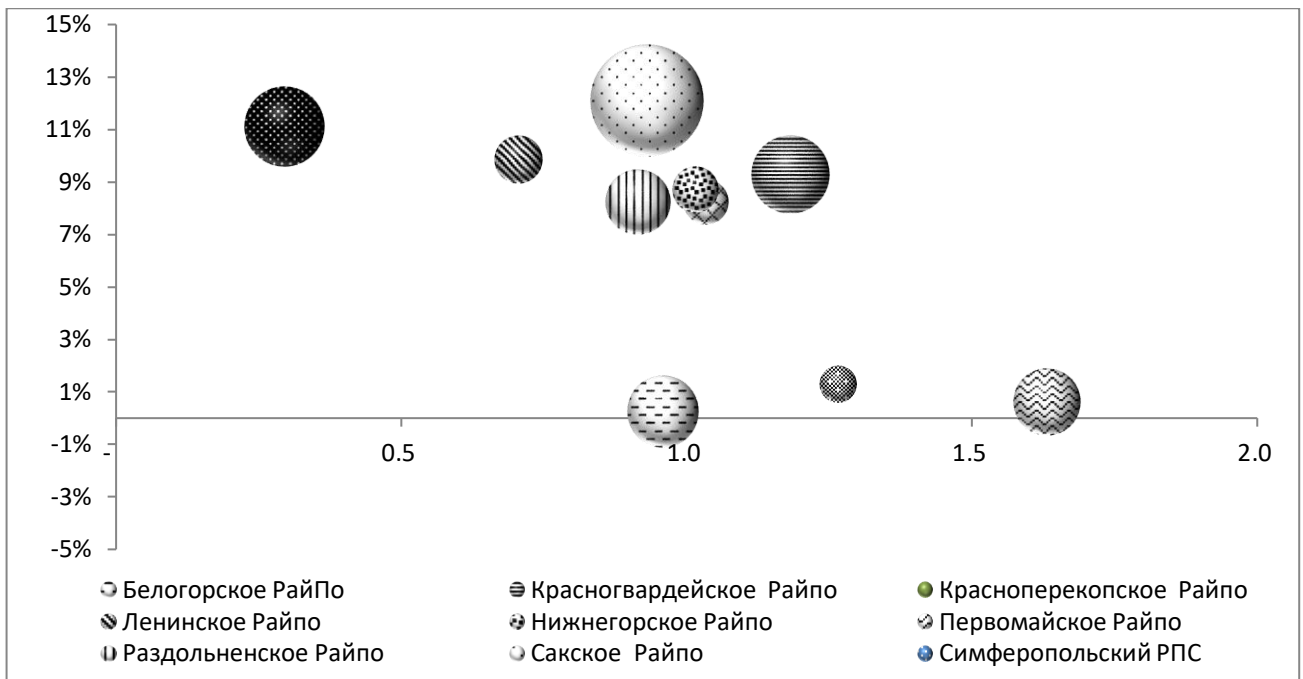 15%
13%
11%
9%
7%
5%
3%
1%
-1%
- 0.5 1.0 1.5 2.0
-3%
-5%
Белогорское РайПо Красногвардейское Райпо Красноперекопское Райпо
Ленинское Райпо Нижнегорское Райпо Первомайское Райпо
Раздольненское Райпо Сакское Райпо Симферопольский РПС